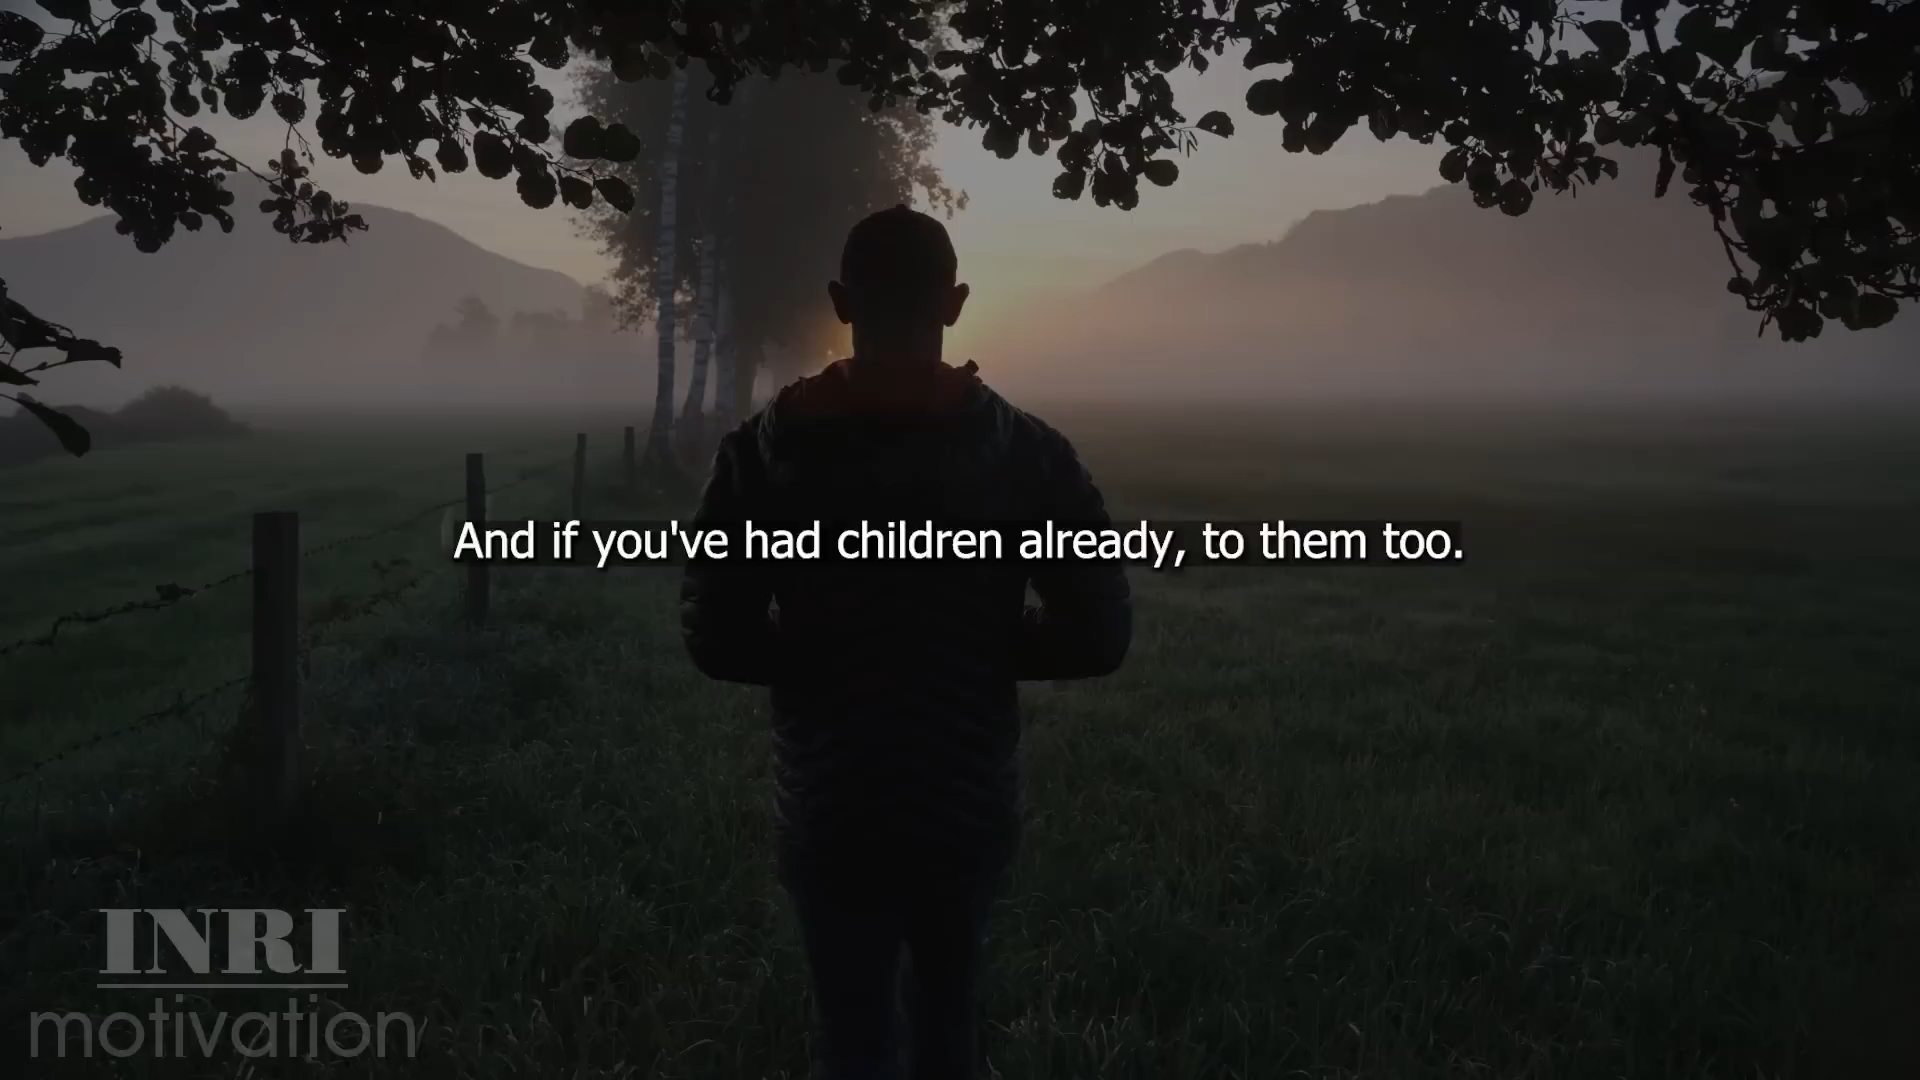 And if you've had children already, to them too.
INRI
motivation